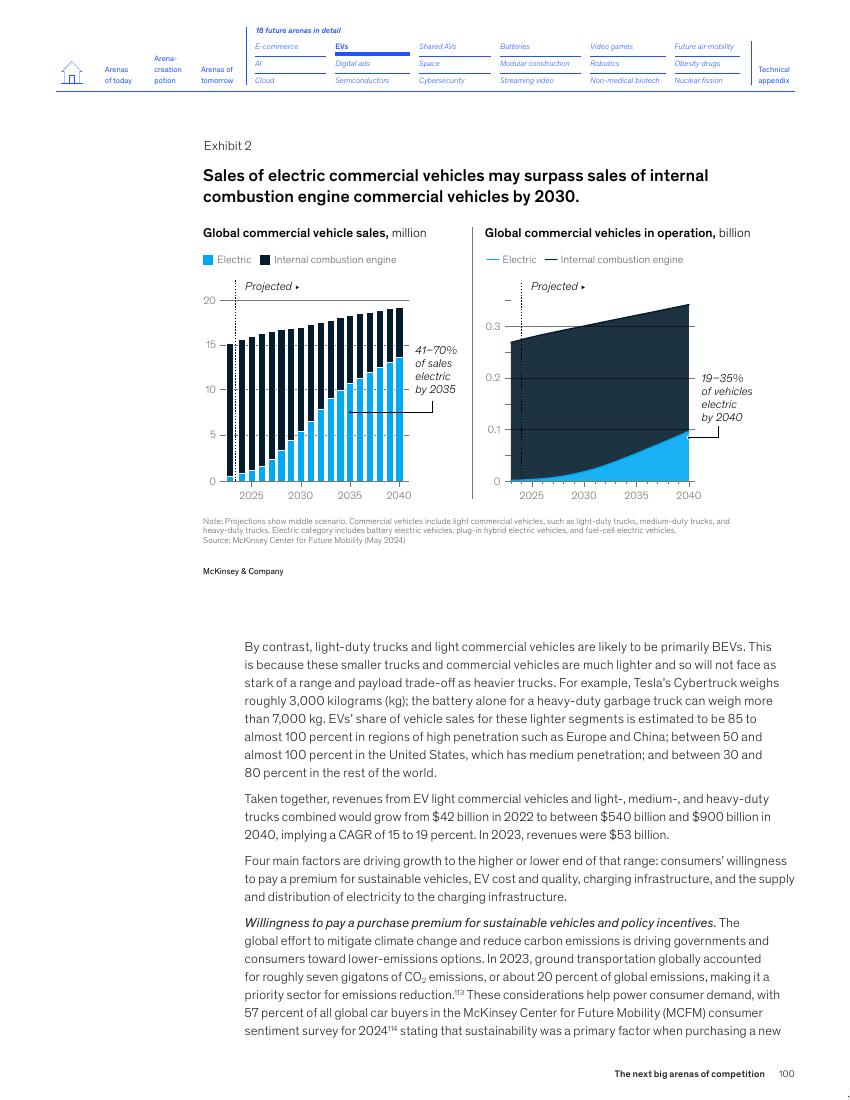 18 future arenas in detail
Arenas of today
Arena-creation potion
Arenas of tomorrow
E-commerce
EVs
Shared AVs
Batteries
Video games
Future air mobility
AI
Digital ads
Space
Modular construction
Robotics
Obesity drugs
Cloud
Semiconductors
Cybersecurity
Streaming video
Non-medical biotech
Nuclear fission
Technical appendix
Exhibit 2
Sales of electric commercial vehicles may surpass sales of internal
combustion engine commercial vehicles by 2030.
Global commercial vehicle sales, million
Electric
Internal combustion engine
Projected ▸
20
15
10
5
0
2025
2030
2035
2040
41–70%
of sales
electric
by 2035
Global commercial vehicles in operation, billion
Electric
Internal combustion engine
Projected ▸
0.3
0.2
0.1
0
2025
2030
2035
2040
19–35%
of vehicles
electric
by 2040
Note: Projections show middle scenario. Commercial vehicles include light commercial vehicles, such as light-duty trucks, medium-duty trucks, and
heavy-duty trucks. Electric category includes battery electric vehicles, plug-in hybrid electric vehicles, and fuel-cell electric vehicles.
Source: McKinsey Center for Future Mobility (May 2024)
McKinsey & Company
By contrast, light-duty trucks and light commercial vehicles are likely to be primarily BEVs. This
is because these smaller trucks and commercial vehicles are much lighter and so will not face as
stark of a range and payload trade-off as heavier trucks. For example, Tesla's Cybertruck weighs
roughly 3,000 kilograms (kg); the battery alone for a heavy-duty garbage truck can weigh more
than 7,000 kg. EVs' share of vehicle sales for these lighter segments is estimated to be 85 to
almost 100 percent in regions of high penetration such as Europe and China; between 50 and
almost 100 percent in the United States, which has medium penetration; and between 30 and
80 percent in the rest of the world.
Taken together, revenues from EV light commercial vehicles and light-, medium-, and heavy-duty
trucks combined would grow from $42 billion in 2022 to between $540 billion and $900 billion in
2040, implying a CAGR of 15 to 19 percent. In 2023, revenues were $53 billion.
Four main factors are driving growth to the higher or lower end of that range: consumers' willingness
to pay a premium for sustainable vehicles, EV cost and quality, charging infrastructure, and the supply
and distribution of electricity to the charging infrastructure.
Willingness to pay a purchase premium for sustainable vehicles and policy incentives. The
global effort to mitigate climate change and reduce carbon emissions is driving governments and
consumers toward lower-emissions options. In 2023, ground transportation globally accounted
for roughly seven gigatons of CO₂ emissions, or about 20 percent of global emissions, making it a
priority sector for emissions reduction.¹¹³ These considerations help power consumer demand, with
57 percent of all global car buyers in the McKinsey Center for Future Mobility (MCFM) consumer
sentiment survey for 2024¹¹⁴ stating that sustainability was a primary factor when purchasing a new
The next big arenas of competition 100